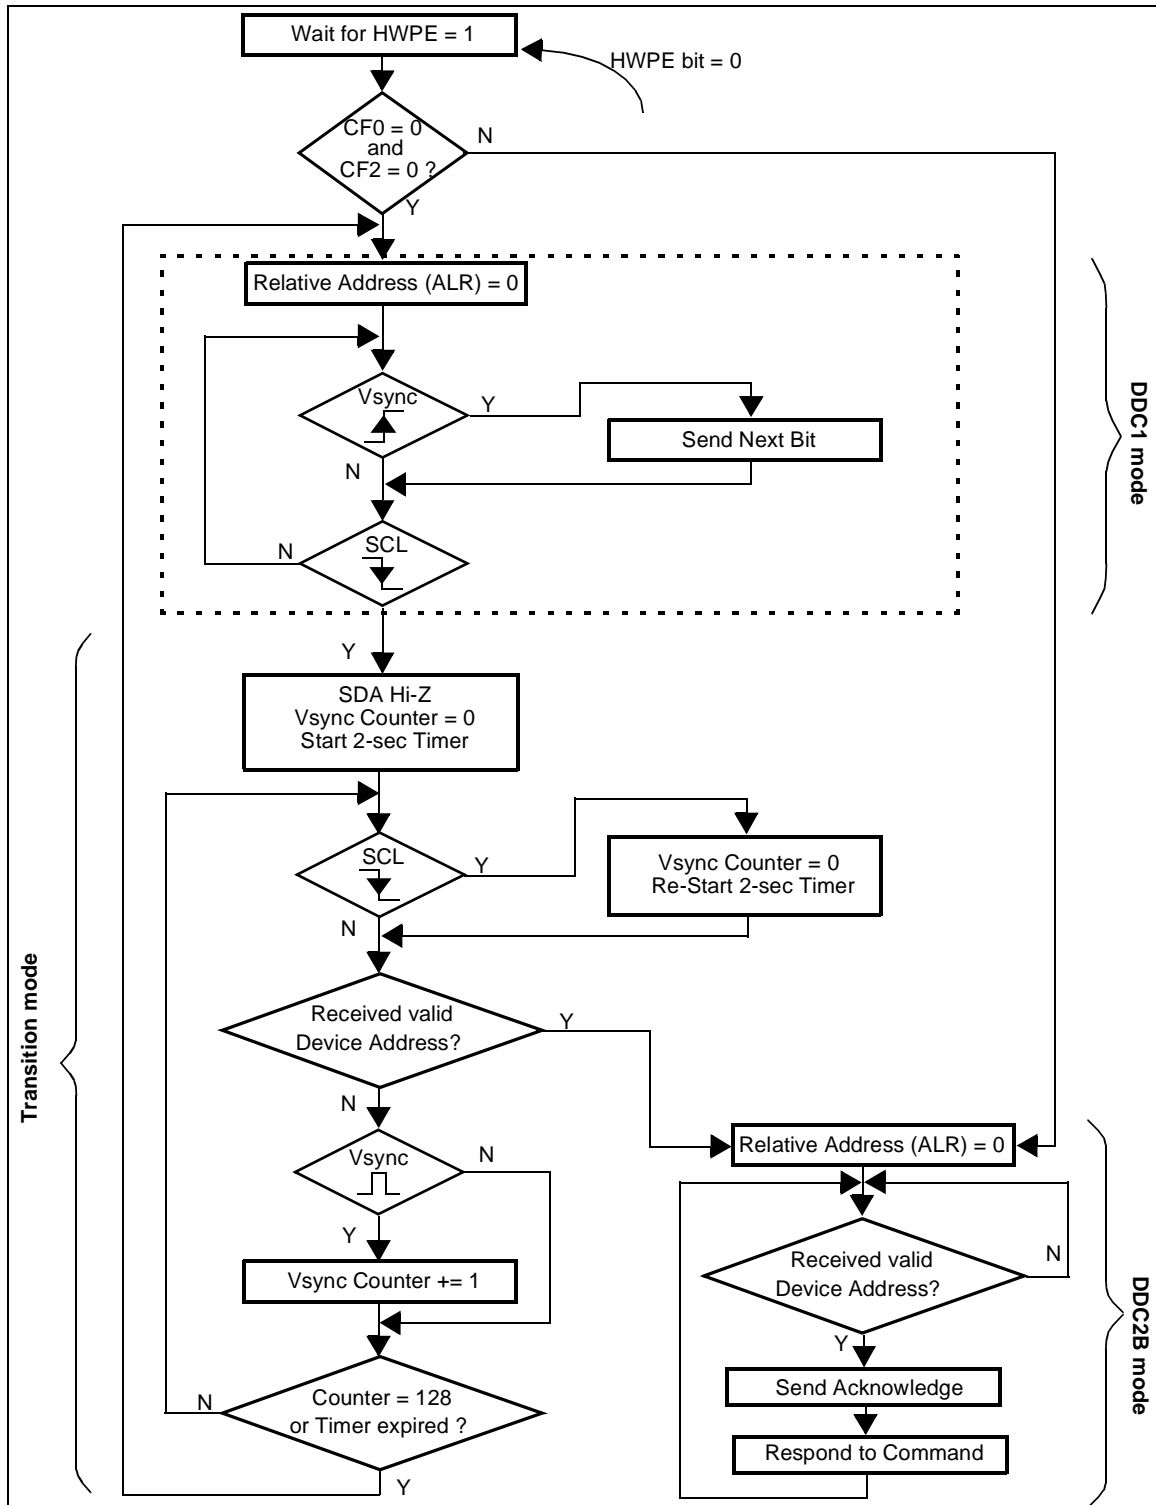 Wait for HWPE = 1
HWPE bit = 0
CF0 = 0
and
CF2 = 0 ?
N
Y
Relative Address (ALR) = 0
Vsync
Y
Send Next Bit
N
SCL
N
DDC1 mode
Y
SDA Hi-Z
Vsync Counter = 0
Start 2-sec Timer
SCL
Y
Vsync Counter = 0
Re-Start 2-sec Timer
N
Received valid
Device Address?
Y
Transition mode
N
Vsync
N
Y
Vsync Counter += 1
Counter = 128
or Timer expired ?
N
Y
Relative Address (ALR) = 0
Received valid
Device Address?
N
Y
Send Acknowledge
Respond to Command
DDC2B mode